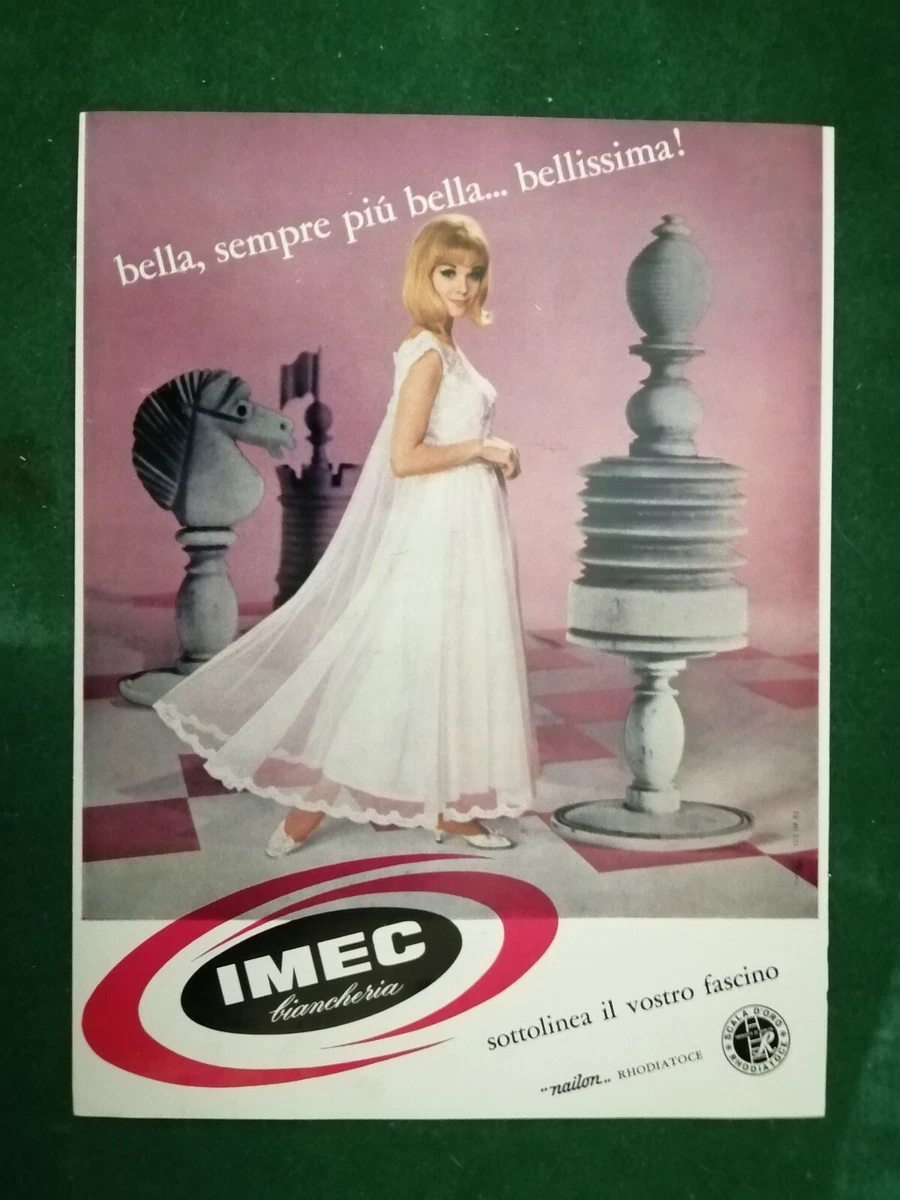 bella, sempre piú bella... bellissima!
IMEC
biancheria
sottolinea il vostro fascino
"nailon„ RHODIATOCE
SCALA D'ORO
RHODIATOCE
R